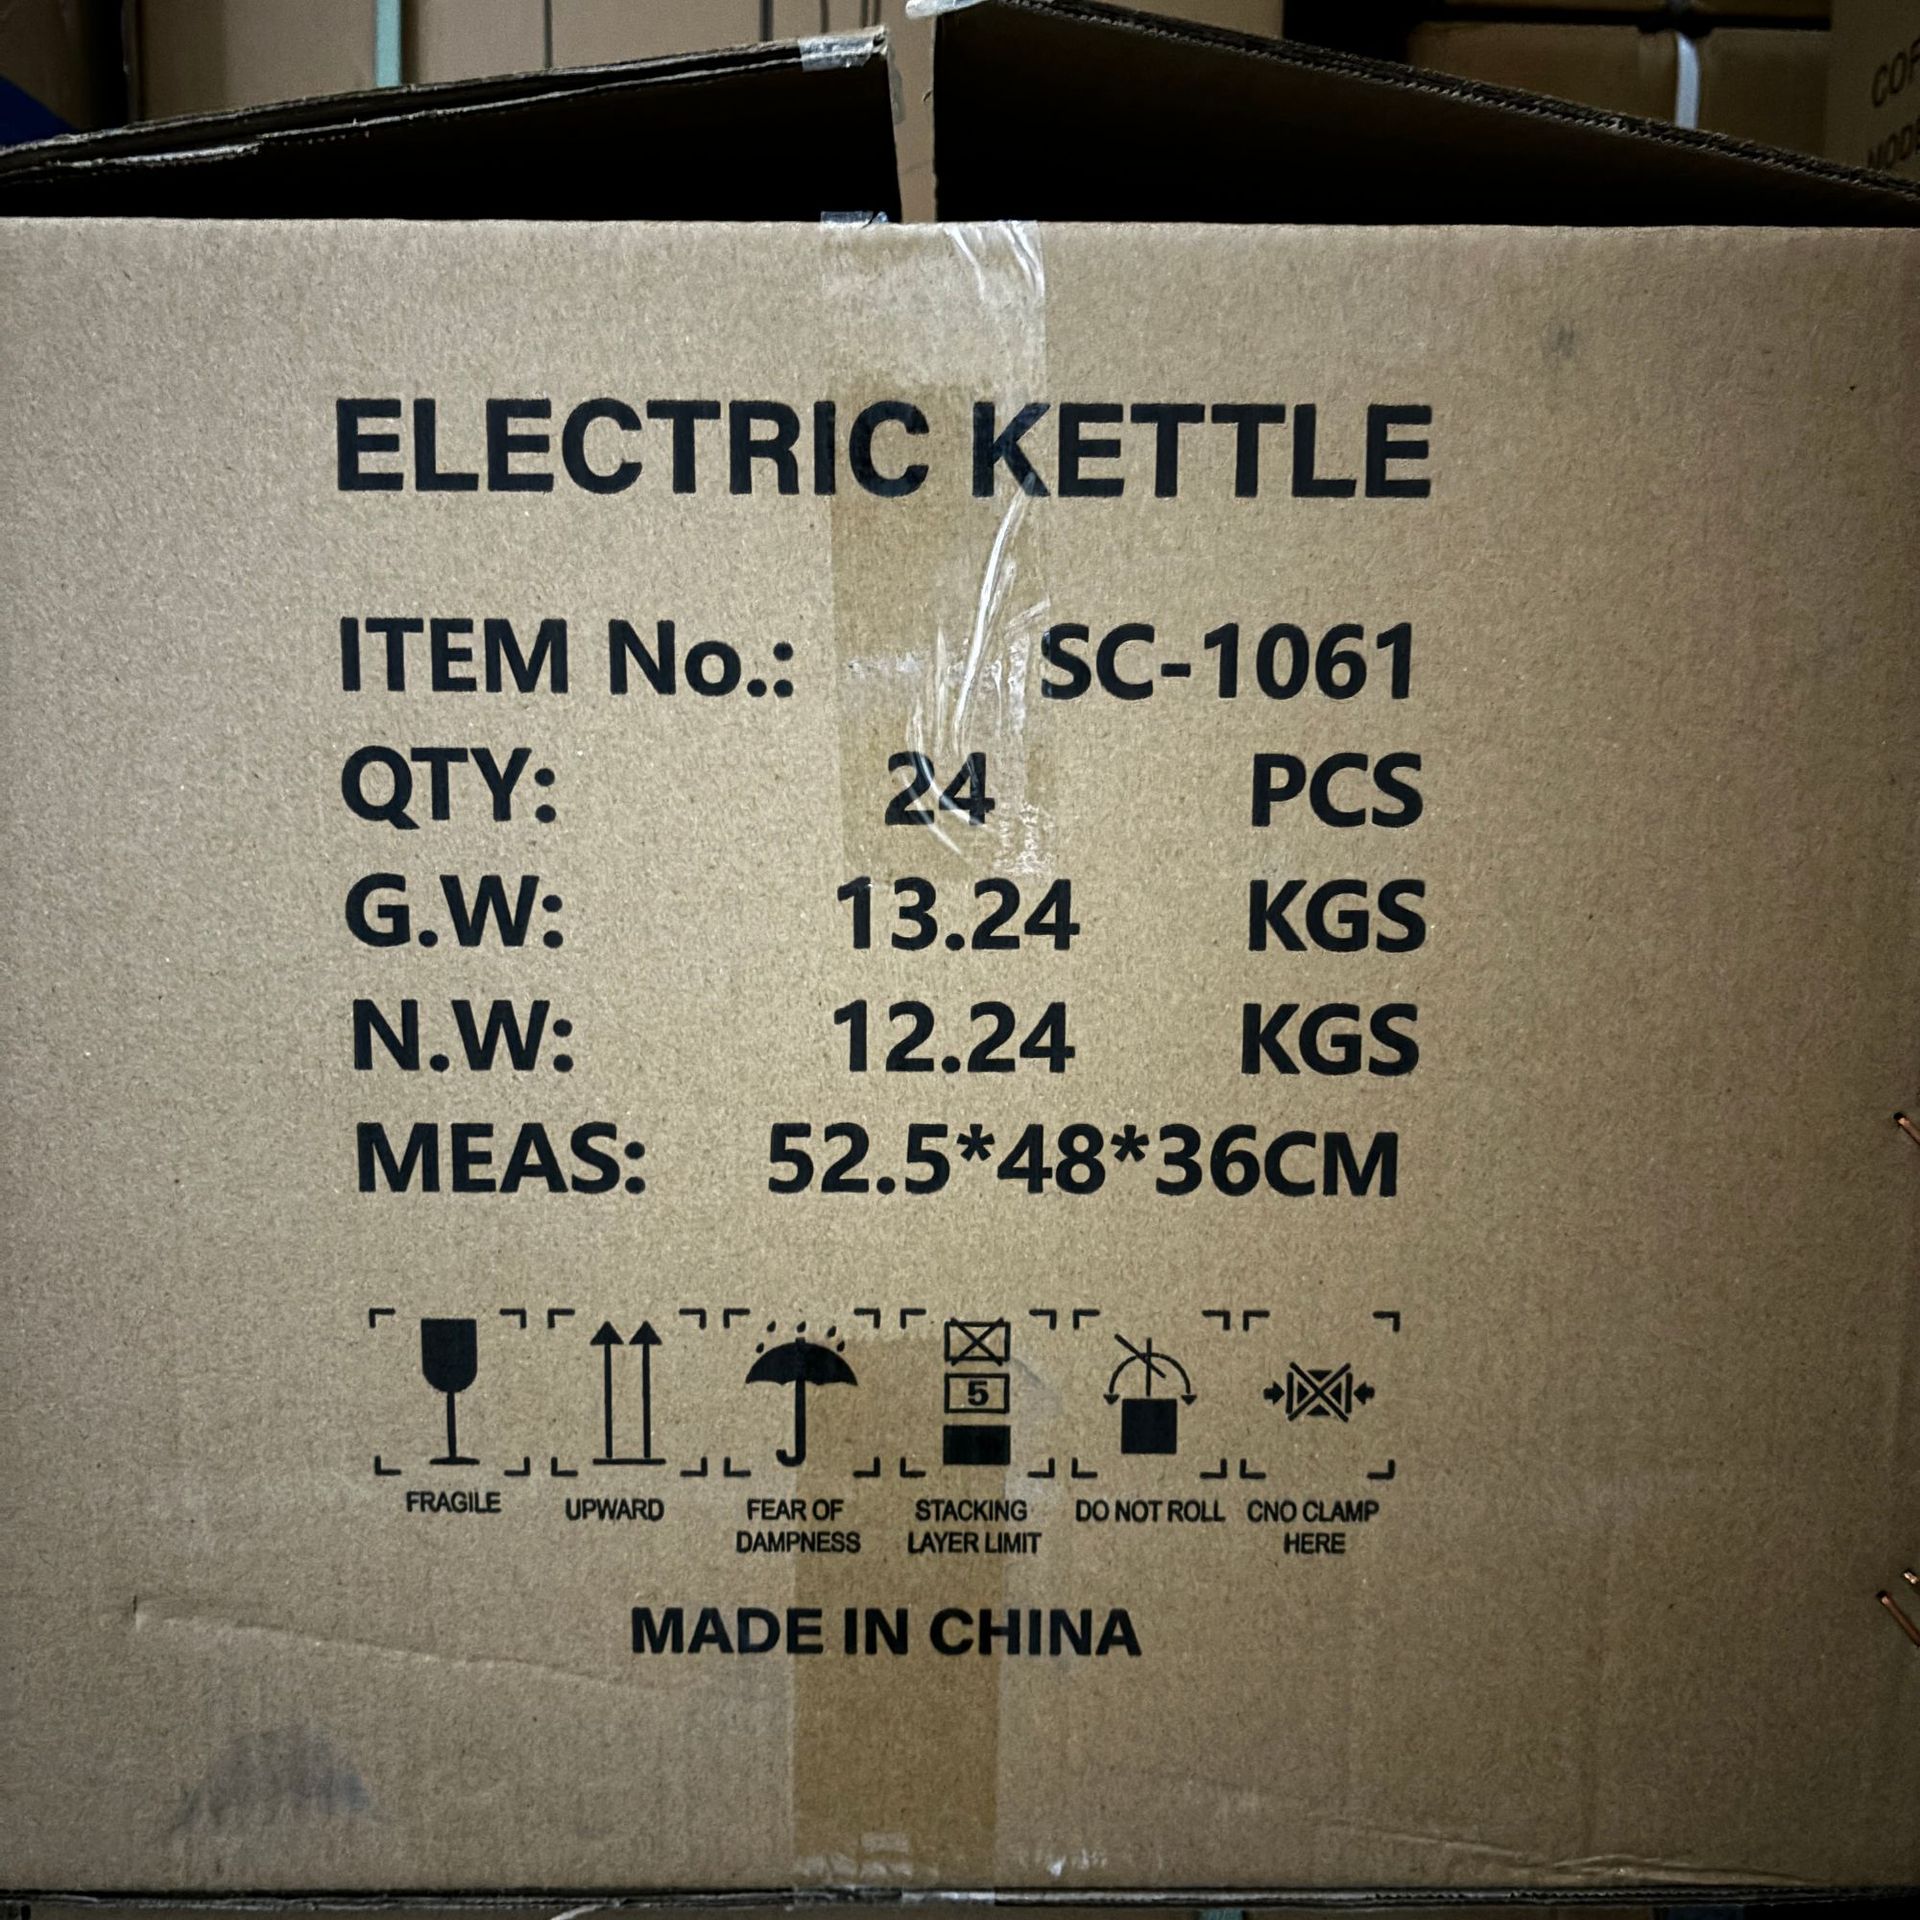 ELECTRIC KETTLE
ITEM No.: SC-1061
QTY: 24 PCS
G.W: 13.24 KGS
N.W: 12.24 KGS
MEAS: 52.5*48*36CM
5
FRAGILE
UPWARD
FEAR OF
DAMPNESS
STACKING
LAYER LIMIT
DO NOT ROLL
CNO CLAMP
HERE
MADE IN CHINA